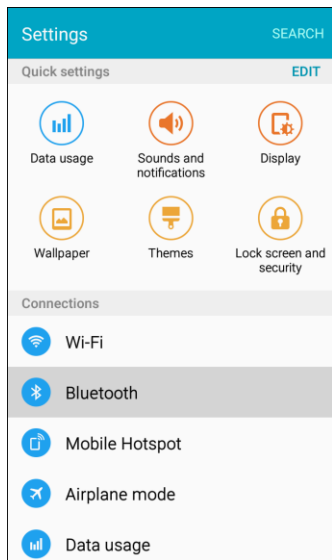 Settings SEARCH
Quick settings EDIT
Data usage Sounds and notifications Display
Wallpaper Themes Lock screen and security
Connections
Wi-Fi
Bluetooth
Mobile Hotspot
Airplane mode
Data usage